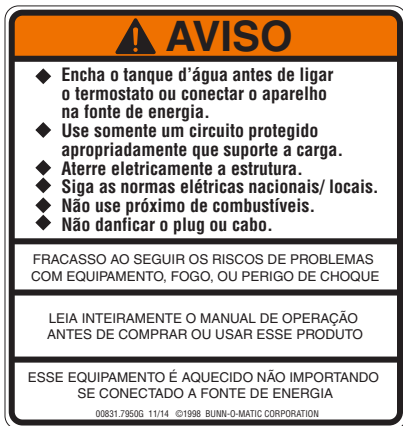 AVISO
◆ Encha o tanque d’água antes de ligar
o termostato ou conectar o aparelho
na fonte de energia.
◆ Use somente um circuito protegido
apropriadamente que suporte a carga.
◆ Aterre eletricamente a estrutura.
◆ Siga as normas elétricas nacionais/ locais.
◆ Não use próximo de combustíveis.
◆ Não danficar o plug ou cabo.
FRACASSO AO SEGUIR OS RISCOS DE PROBLEMAS
COM EQUIPAMENTO, FOGO, OU PERIGO DE CHOQUE
LEIA INTEIRAMENTE O MANUAL DE OPERAÇÃO
ANTES DE COMPRAR OU USAR ESSE PRODUTO
ESSE EQUIPAMENTO É AQUECIDO NÃO IMPORTANDO
SE CONECTADO A FONTE DE ENERGIA
00831.7950G 11/14 ©1998 BUNN-O-MATIC CORPORATION